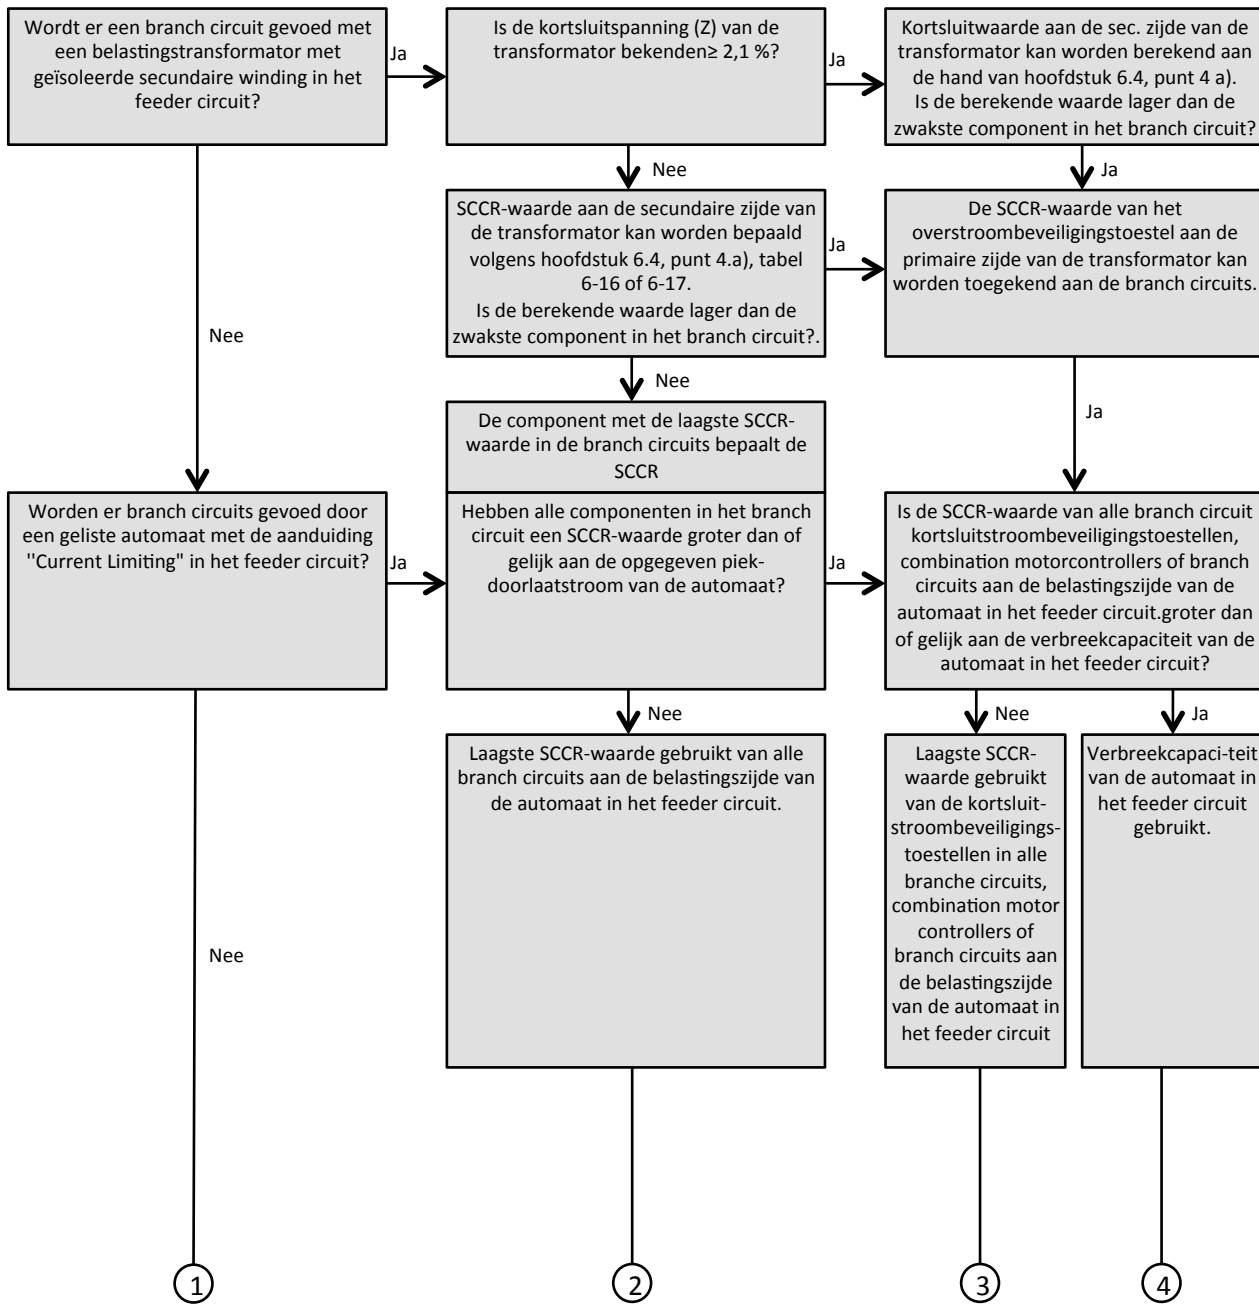 Wordt er een branch circuit gevoed met
een belastingstransformator met
geïsoleerde secundaire winding in het
feeder circuit?
Ja
Is de kortsluitspanning (Z) van de
transformator bekenden≥ 2,1 %?
Ja
Kortsluitwaarde aan de sec. zijde van de
transformator kan worden berekend aan
de hand van hoofdstuk 6.4, punt 4 a).
Is de berekende waarde lager dan de
zwakste component in het branch circuit?
Nee
Ja
SCCR-waarde aan de secundaire zijde van
de transformator kan worden bepaald
volgens hoofdstuk 6.4, punt 4.a), tabel
6-16 of 6-17.
Is de berekende waarde lager dan de
zwakste component in het branch circuit?.
Ja
De SCCR-waarde van het
overstroombeveiligingstoestel aan de
primaire zijde van de transformator kan
worden toegekend aan de branch circuits.
Nee
Nee
Ja
De component met de laagste SCCR-
waarde in de branch circuits bepaalt de
SCCR
Worden er branch circuits gevoed door
een geliste automaat met de aanduiding
"Current Limiting" in het feeder circuit?
Ja
Hebben alle componenten in het branch
circuit een SCCR-waarde groter dan of
gelijk aan de opgegeven piek-
doorlaatstroom van de automaat?
Ja
Is de SCCR-waarde van alle branch circuit
kortsluitstroombeveiligingstoestellen,
combination motorcontrollers of branch
circuits aan de belastingszijde van de
automaat in het feeder circuit.groter dan
of gelijk aan de verbreekcapaciteit van de
automaat in het feeder circuit?
Nee
Nee
Ja
Laagste SCCR-waarde gebruikt van alle
branch circuits aan de belastingszijde van
de automaat in het feeder circuit.
Laagste SCCR-
waarde gebruikt
van de kortsluit-
stroombeveiligings-
toestellen in alle
branche circuits,
combination motor
controllers of
branch circuits aan
de belastingszijde
van de automaat in
het feeder circuit
Verbreekcapaci-teit
van de automaat in
het feeder circuit
gebruikt.
Nee
1
2
3
4